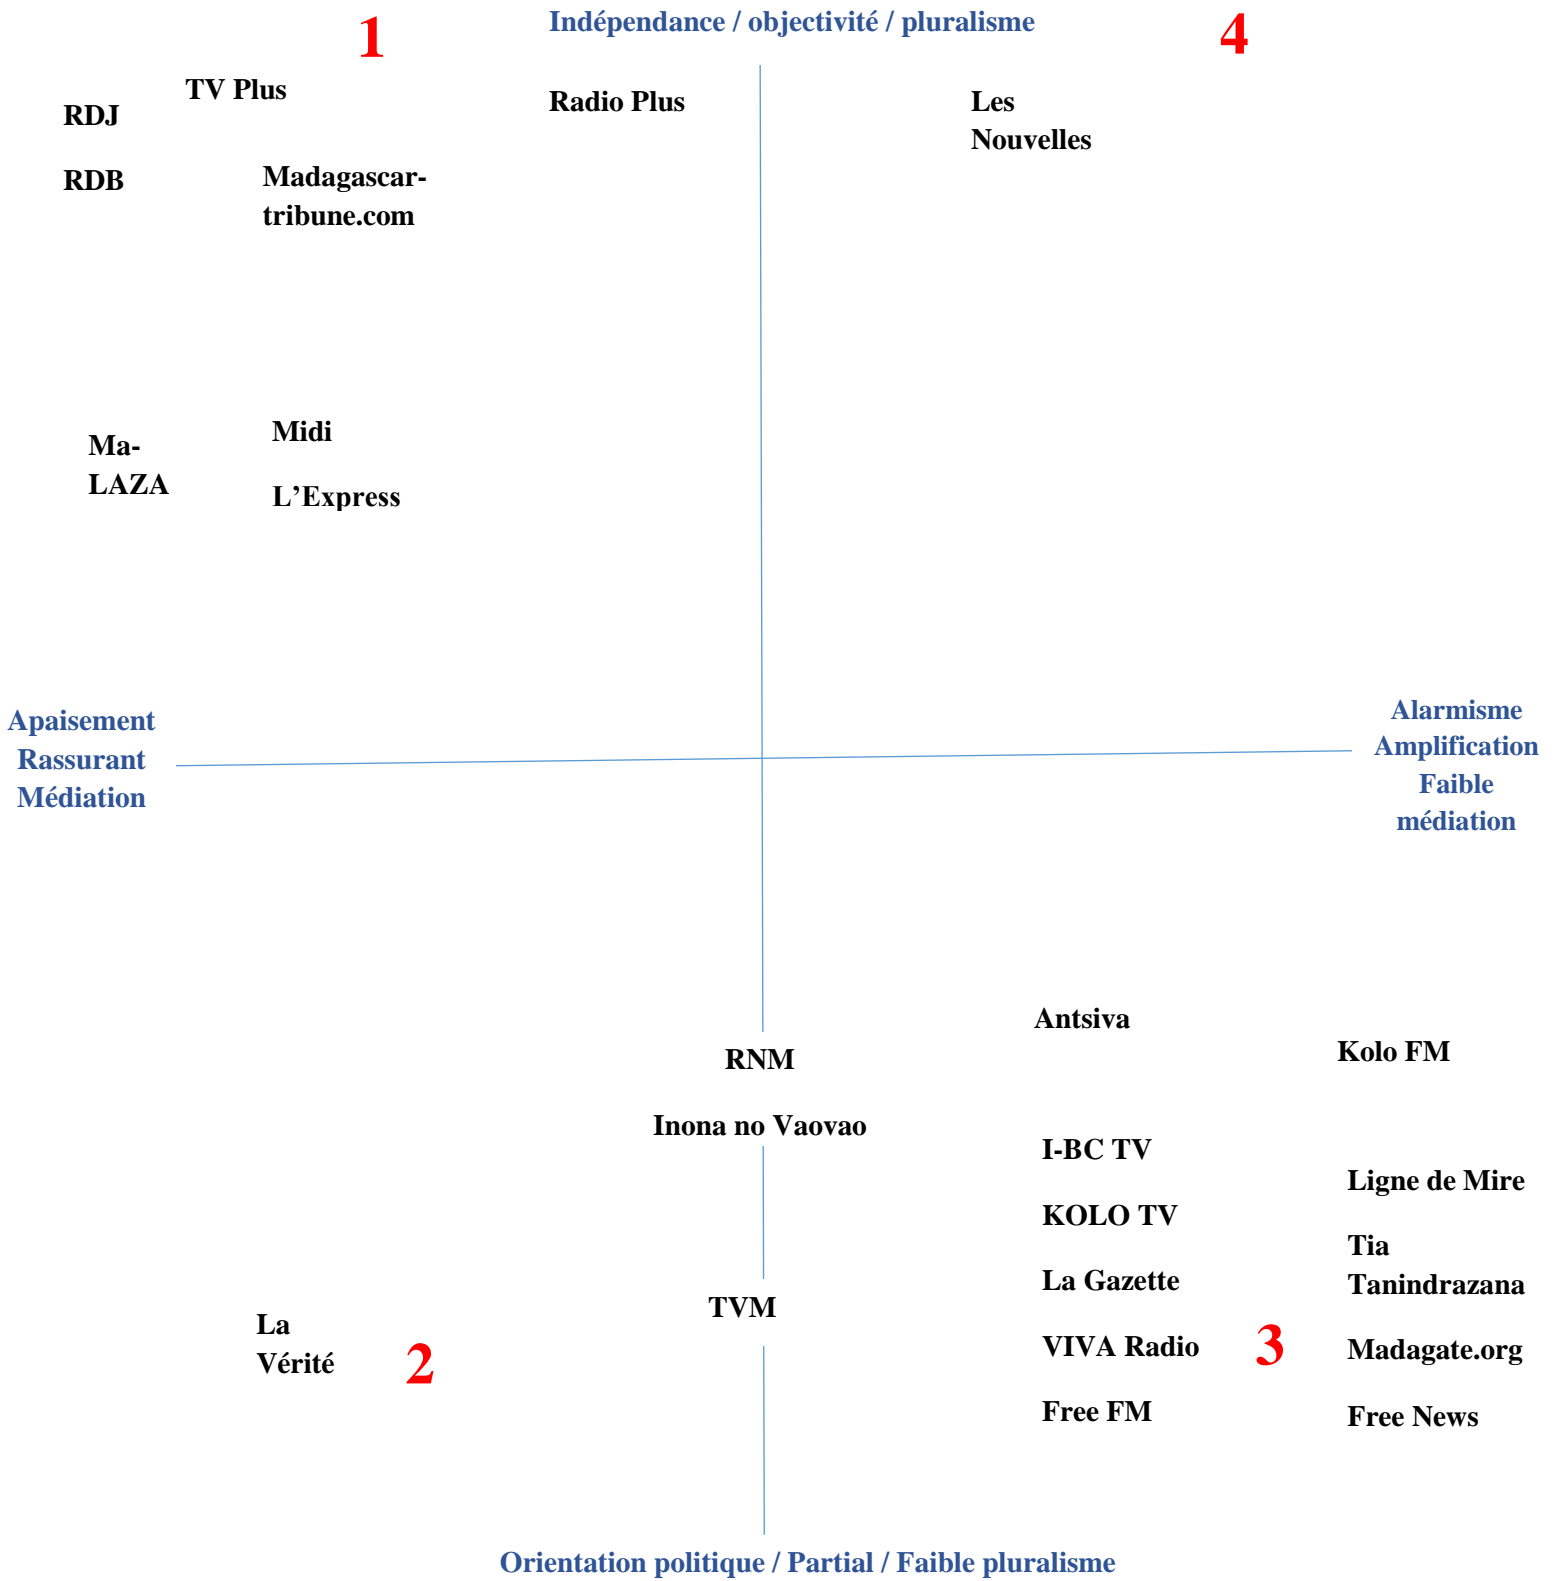 Indépendance / objectivité / pluralisme
1
4
TV Plus
RDJ
Radio Plus
Les
Nouvelles
RDB
Madagascar-
tribune.com
Ma-
LAZA
Midi
L’Express
Apaisement
Rassurant
Médiation
Alarmisme
Amplification
Faible
médiation
Antsiva
Kolo FM
RNM
Inona no Vaovao
I-BC TV
KOLO TV
La Gazette
VIVA Radio
Free FM
3
Ligne de Mire
Tia
Tanindrazana
Madagate.org
Free News
TVM
La
Vérité
2
Orientation politique / Partial / Faible pluralisme